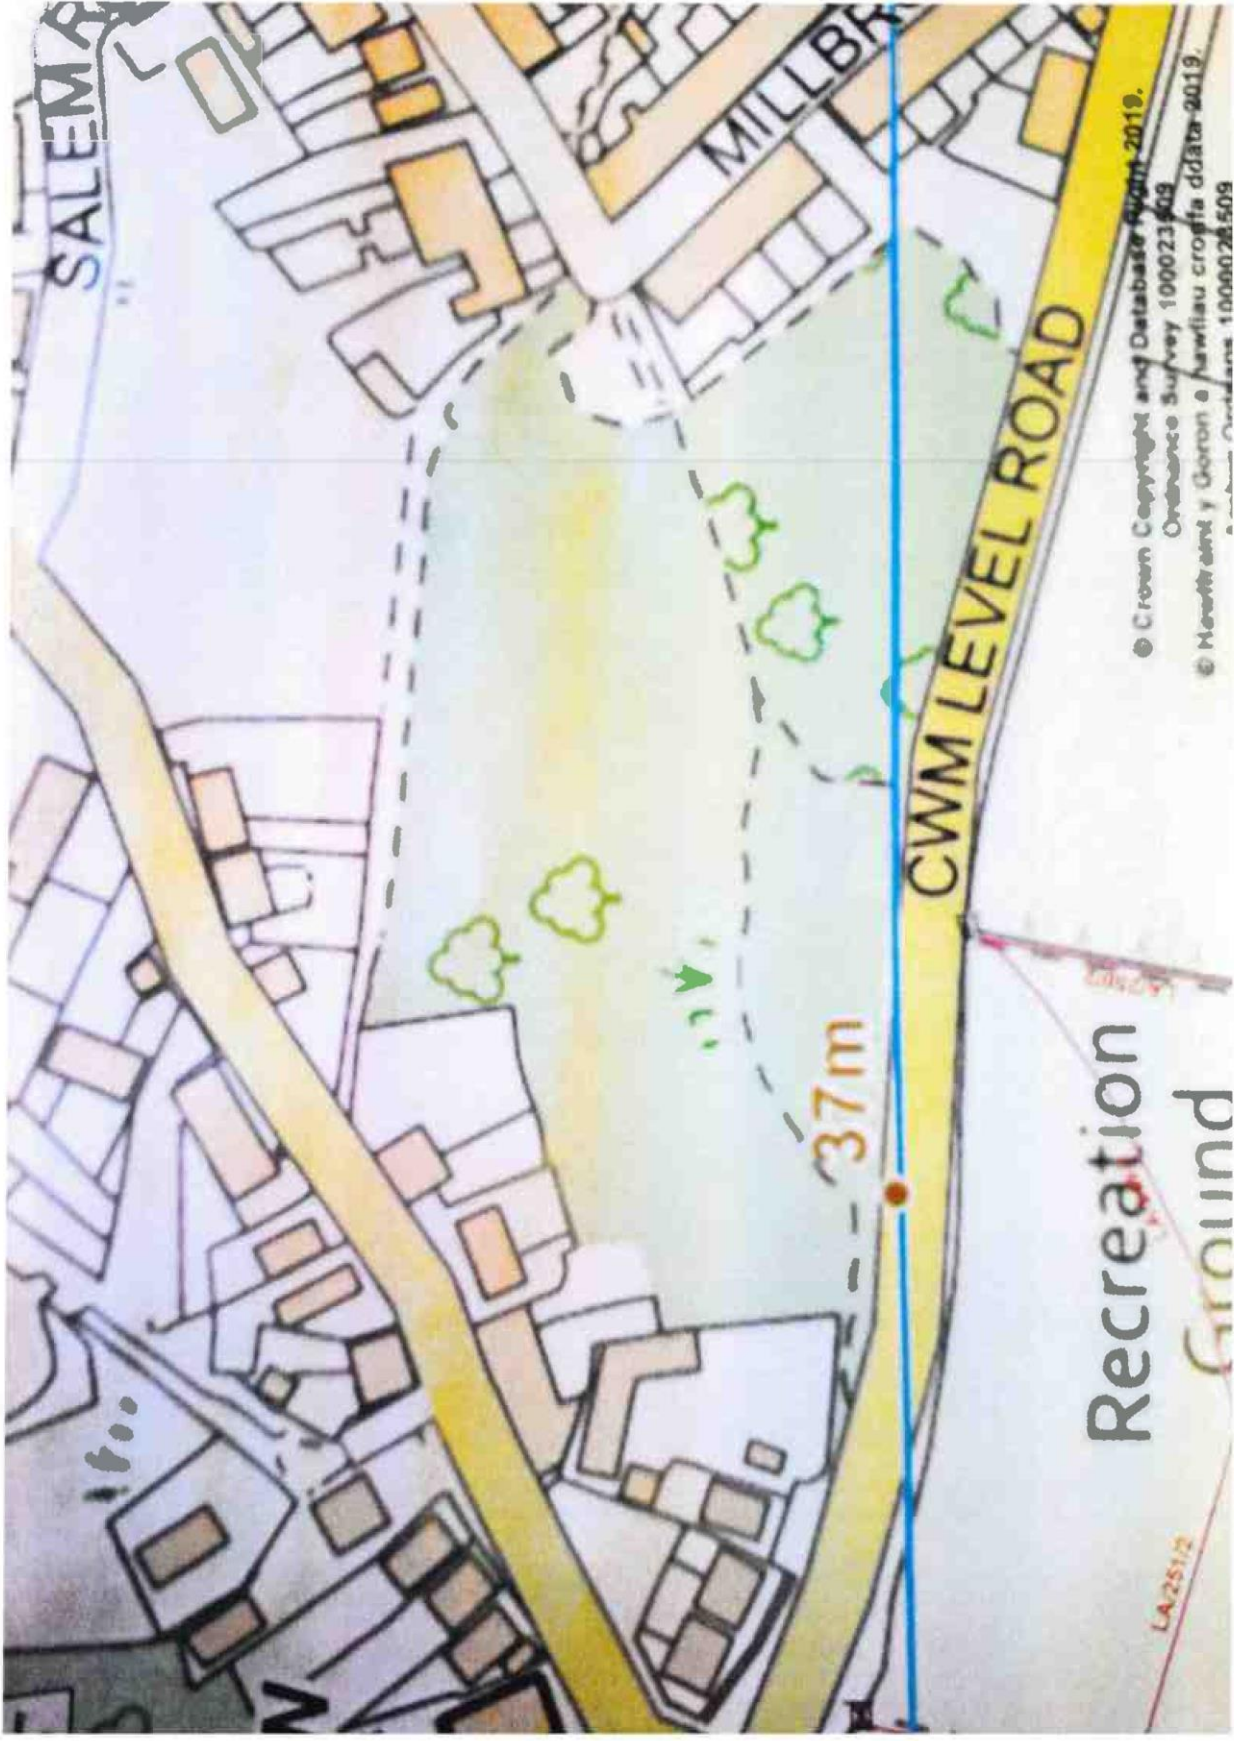 SALEM
MILLBR
CWM LEVEL ROAD
37m
Recreation
Ground
© Crown Copyright and Database Right 2019.
Ordnance Survey 100023509
© Hawlfraint y Goron a hawliau cronfa ddata 2019.
100023509
LA/251/2